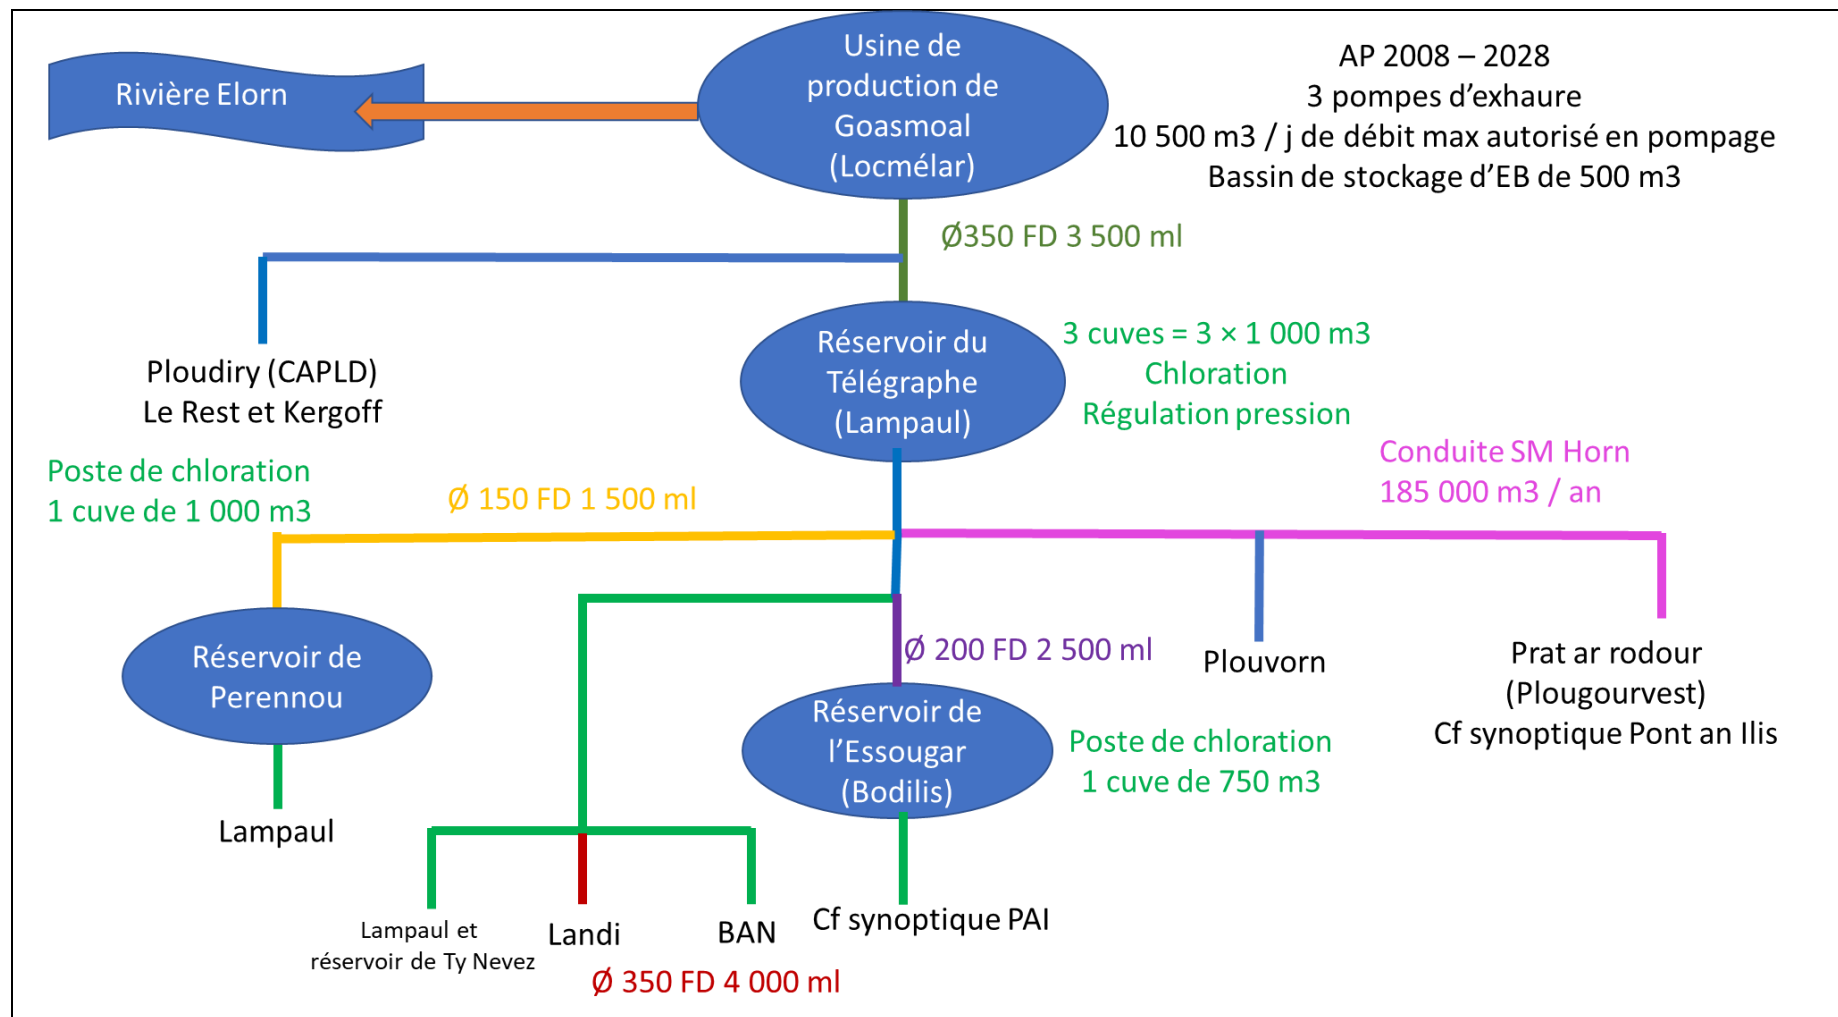 Rivière Elorn
Usine de
production de
Goasmoal
(Locmélar)
AP 2008 – 2028
3 pompes d’exhaure
10 500 m3 / j de débit max autorisé en pompage
Bassin de stockage d’EB de 500 m3
Ø350 FD 3 500 ml
Ploudiry (CAPLD)
Le Rest et Kergoff
Réservoir du
Télégraphe
(Lampaul)
3 cuves = 3 × 1 000 m3
Chloration
Régulation pression
Poste de chloration
1 cuve de 1 000 m3
Ø 150 FD 1 500 ml
Conduite SM Horn
185 000 m3 / an
Réservoir de
Perennou
Ø 200 FD 2 500 ml
Plouvorn
Prat ar rodour
(Plougourvest)
Cf synoptique Pont an Ilis
Réservoir de
l’Essougar
(Bodilis)
Poste de chloration
1 cuve de 750 m3
Lampaul
Lampaul et
réservoir de Ty Nevez
Landi
BAN
Cf synoptique PAI
Ø 350 FD 4 000 ml